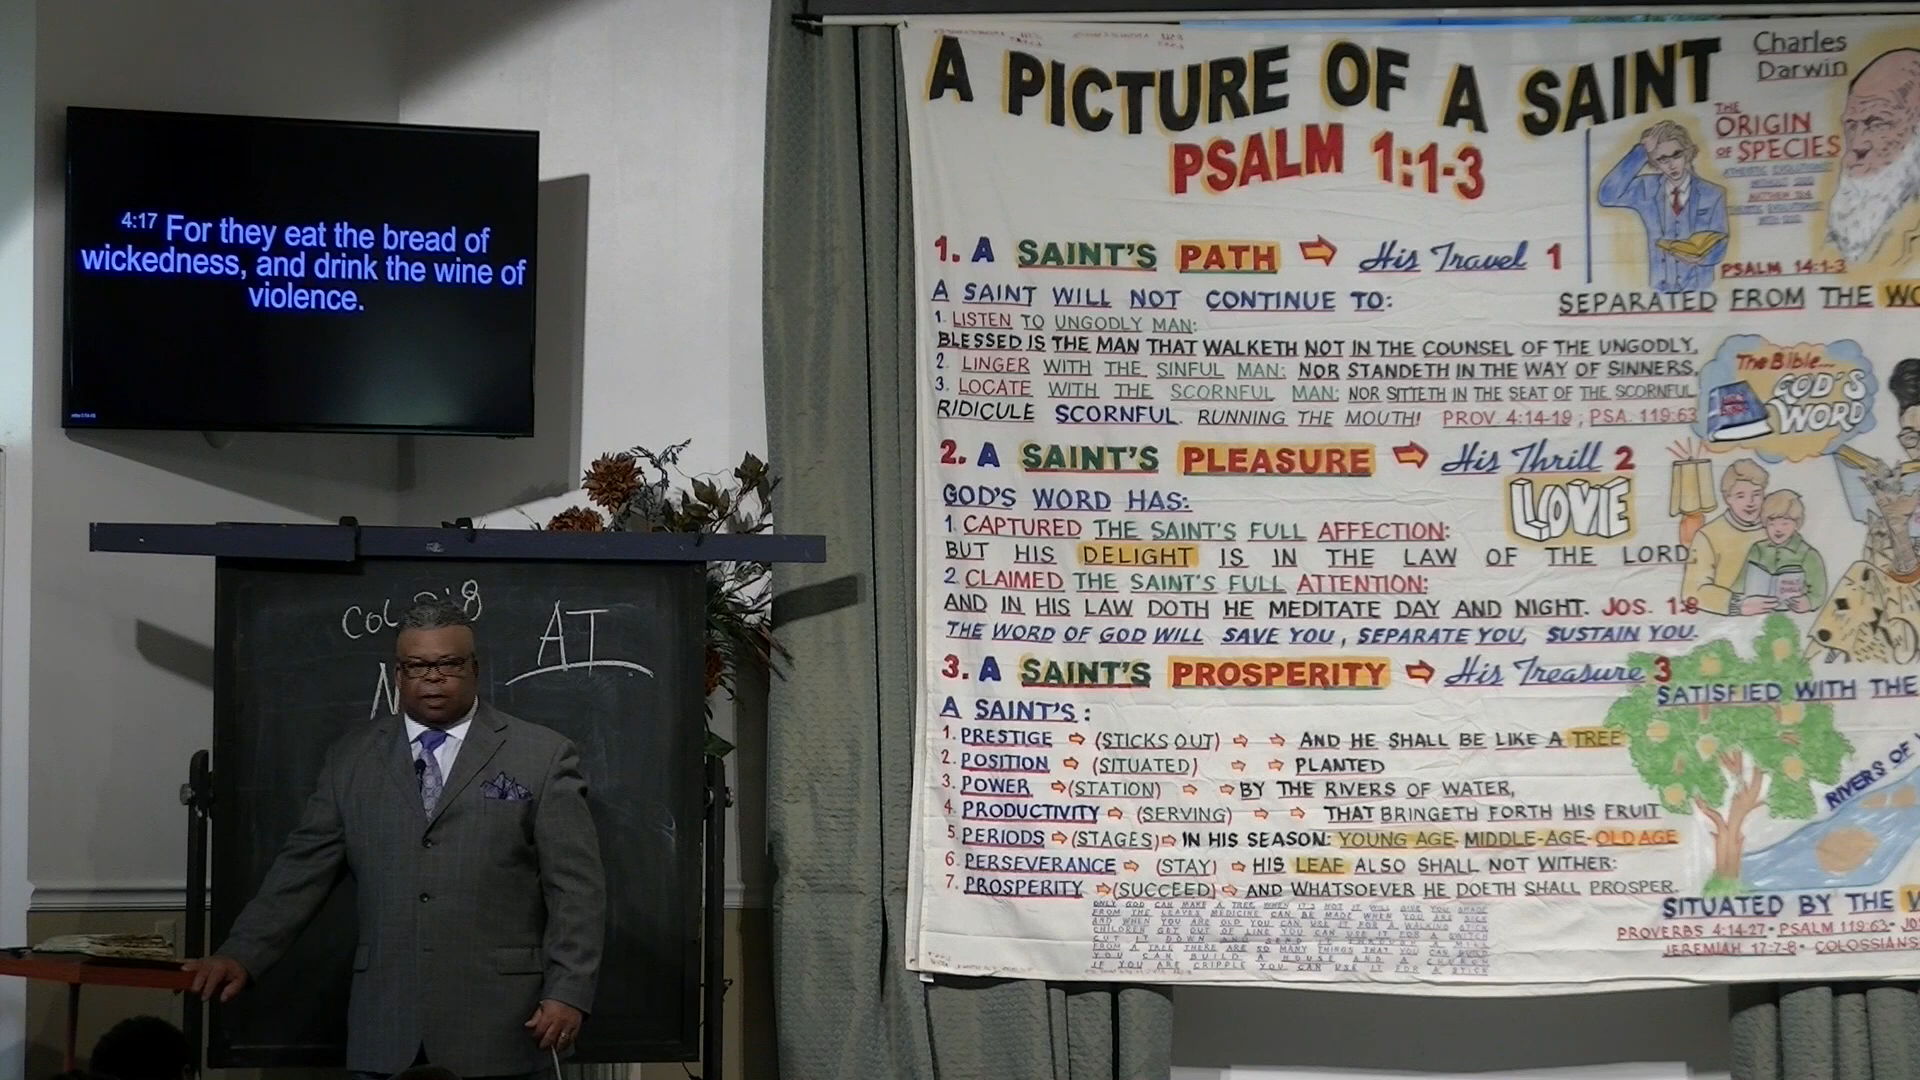 4:17 For they eat the bread of
wickedness, and drink the wine of
violence.
COL
AT
A PICTURE OF A SAINT
PSALM 1:1-3
Charles
Darwin
THE
ORIGIN
OF SPECIES
PSALM 14:1-3
1. A SAINT'S PATH ⇨ His Travel 1
A SAINT WILL NOT CONTINUE TO:
SEPARATED FROM THE
1. LISTEN TO UNGODLY MAN:
BLESSED IS THE MAN THAT WALKETH NOT IN THE COUNSEL OF THE UNGODLY,
2. LINGER WITH THE SINFUL MAN: NOR STANDETH IN THE WAY OF SINNERS,
3. LOCATE WITH THE SCORNFUL MAN: NOR SITTETH IN THE SEAT OF THE SCORNFUL
RIDICULE SCORNFUL. RUNNING THE MOUTH! PROV. 4:14-19 ; PSA. 119:63
The Bible...
GOD'S
WORD
2. A SAINT'S PLEASURE ⇨ His Thrill 2
LOVE
GOD'S WORD HAS:
1. CAPTURED THE SAINT'S FULL AFFECTION:
BUT HIS DELIGHT IS IN THE LAW OF THE LORD;
2. CLAIMED THE SAINT'S FULL ATTENTION:
AND IN HIS LAW DOTH HE MEDITATE DAY AND NIGHT. JOS. 1:8
THE WORD OF GOD WILL SAVE YOU, SEPARATE YOU, SUSTAIN YOU.
3. A SAINT'S PROSPERITY ⇨ His Treasure 3
SATISFIED WITH THE
A SAINT'S:
1. PRESTIGE ⇨ (STICKS OUT) ⇨ ⇨ AND HE SHALL BE LIKE A TREE
2. POSITION ⇨ (SITUATED) ⇨ ⇨ PLANTED
3. POWER ⇨ (STATION) ⇨ ⇨ BY THE RIVERS OF WATER,
4. PRODUCTIVITY ⇨ (SERVING) ⇨ ⇨ THAT BRINGETH FORTH HIS FRUIT
5. PERIODS ⇨ (STAGES) ⇨ IN HIS SEASON: YOUNG AGE- MIDDLE-AGE- OLD AGE
6. PERSEVERANCE ⇨ (STAY) ⇨ HIS LEAF ALSO SHALL NOT WITHER:
7. PROSPERITY ⇨ (SUCCEED) ⇨ AND WHATSOEVER HE DOETH SHALL PROSPER.
RIVERS OF
SITUATED BY THE
PROVERBS 4:14-27 · PSALM 119:63 ·
JEREMIAH 17:7-8 · COLOSSIANS